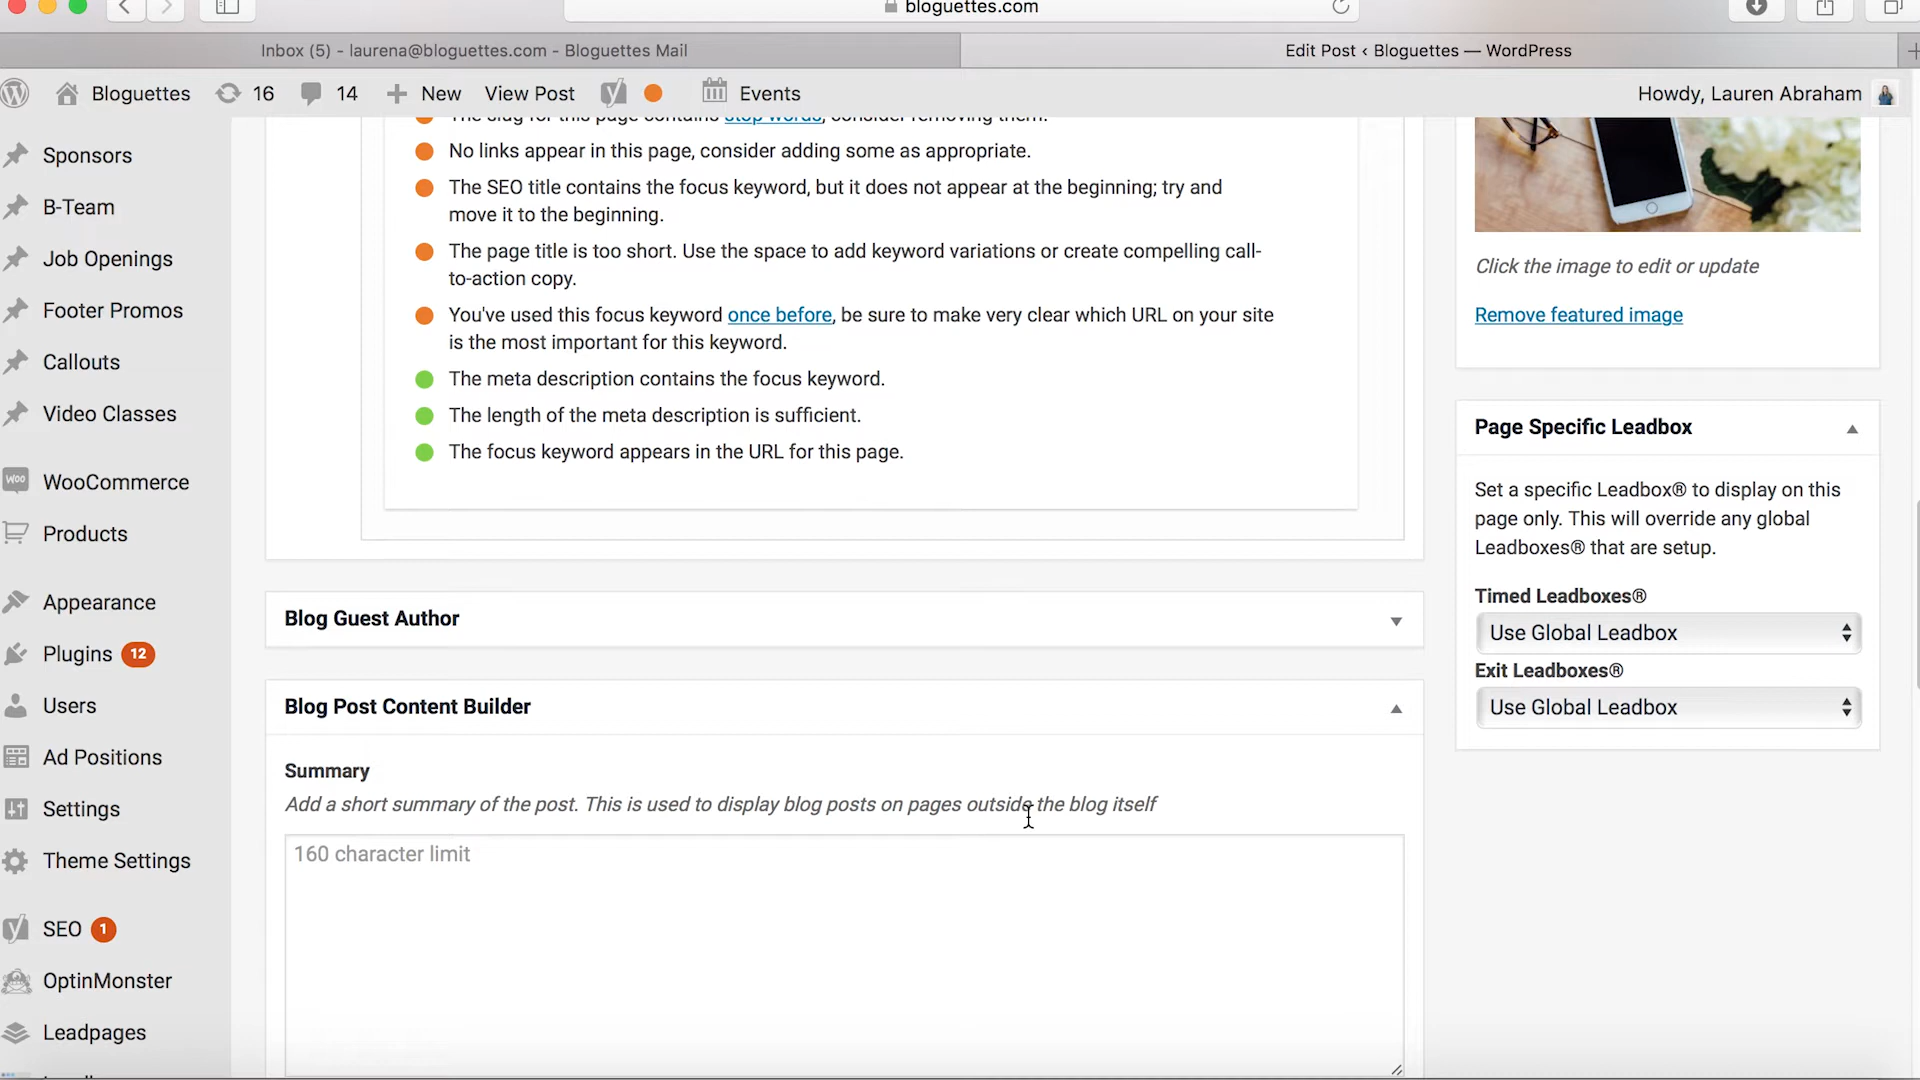 bloguettes.com
Inbox (5) - laurena@bloguettes.com - Bloguettes Mail
Edit Post ‹ Bloguettes — WordPress
Bloguettes 16 14 New View Post Events Howdy, Lauren Abraham
Sponsors
B-Team
Job Openings
Footer Promos
Callouts
Video Classes
WooCommerce
Products
Appearance
Plugins 12
Users
Ad Positions
Settings
Theme Settings
SEO 1
OptinMonster
Leadpages
The slug for this page contains stop words, consider removing them.
No links appear in this page, consider adding some as appropriate.
The SEO title contains the focus keyword, but it does not appear at the beginning; try and
move it to the beginning.
The page title is too short. Use the space to add keyword variations or create compelling call-
to-action copy.
You've used this focus keyword once before, be sure to make very clear which URL on your site
is the most important for this keyword.
The meta description contains the focus keyword.
The length of the meta description is sufficient.
The focus keyword appears in the URL for this page.
Blog Guest Author
Blog Post Content Builder
Summary
Add a short summary of the post. This is used to display blog posts on pages outside the blog itself
160 character limit
Click the image to edit or update
Remove featured image
Page Specific Leadbox
Set a specific Leadbox® to display on this
page only. This will override any global
Leadboxes® that are setup.
Timed Leadboxes®
Use Global Leadbox
Exit Leadboxes®
Use Global Leadbox